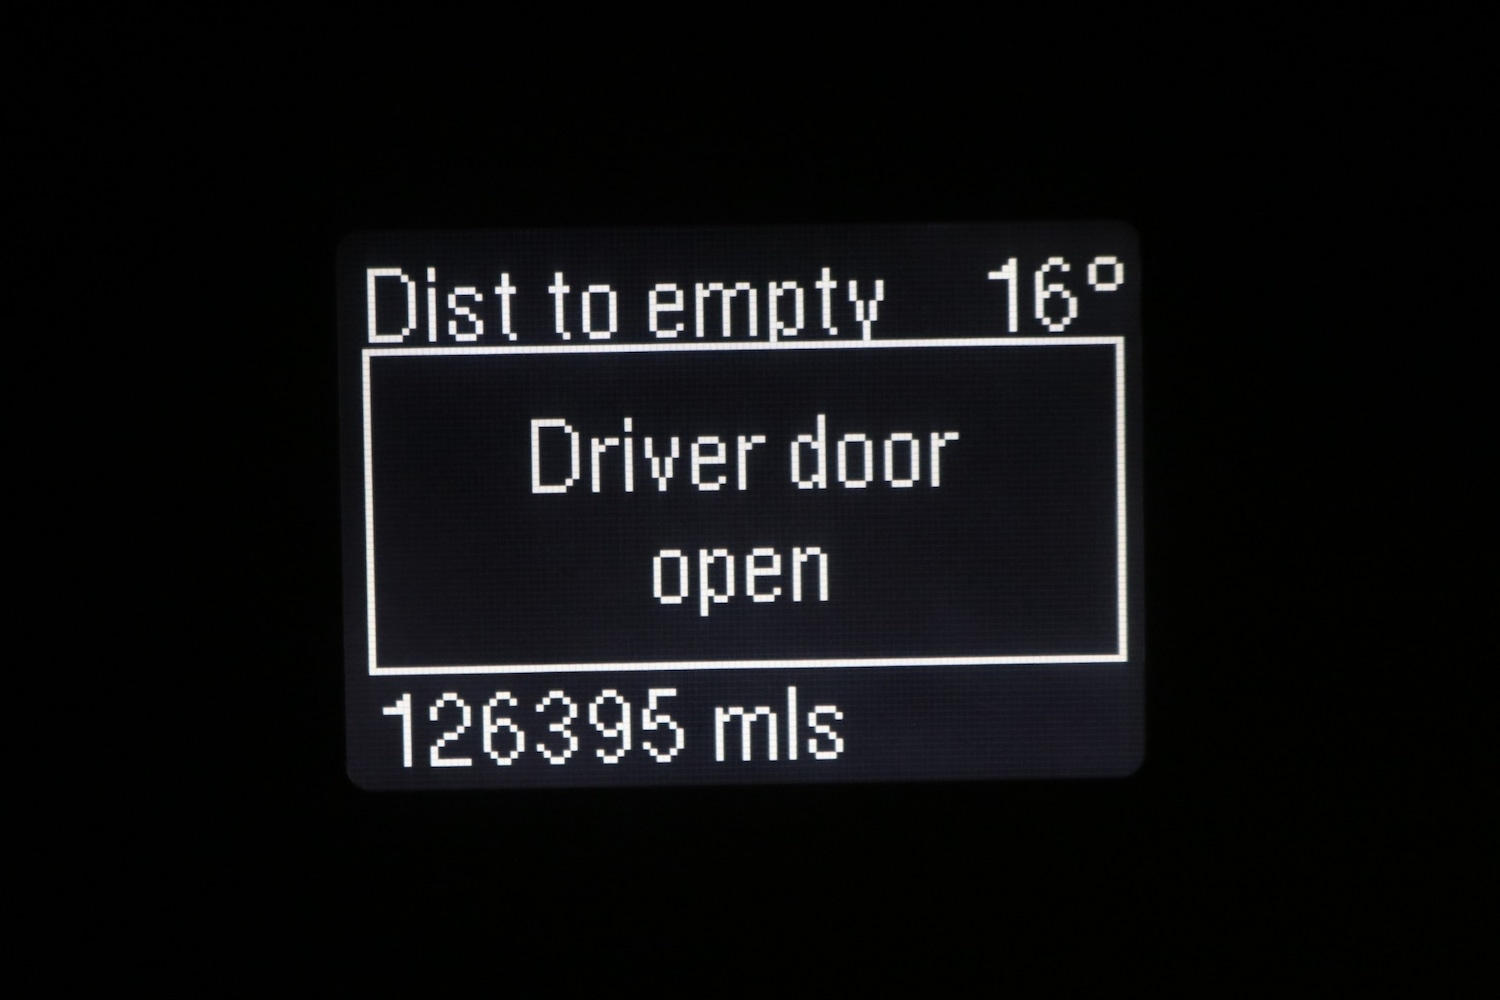 Dist to empty 16°
Driver door
open
126395 mls